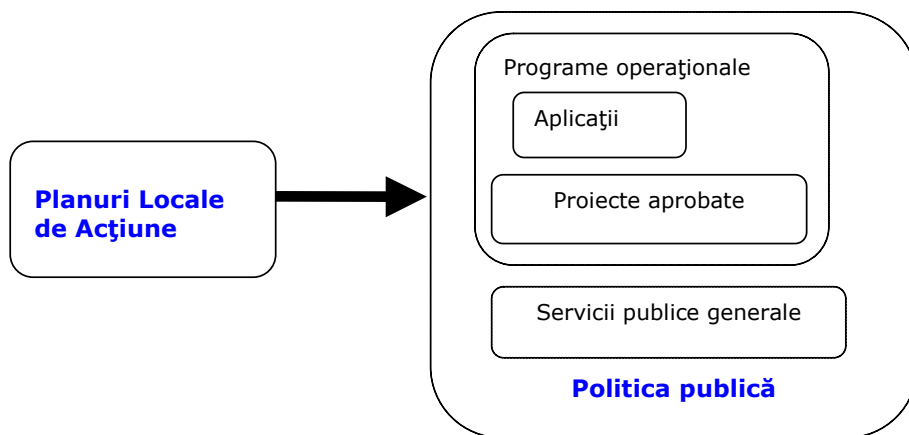 Programe operaţionale
Aplicaţii
Planuri Locale
de Acţiune
Proiecte aprobate
Servicii publice generale
Politica publică